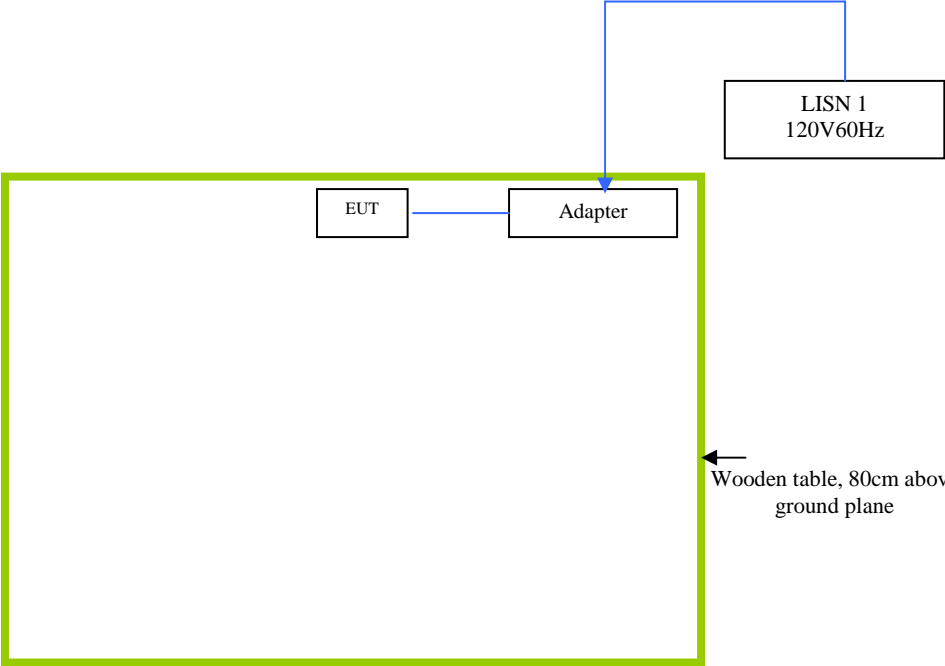 LISN 1
120V60Hz
EUT
Adapter
Wooden table, 80cm abov
ground plane